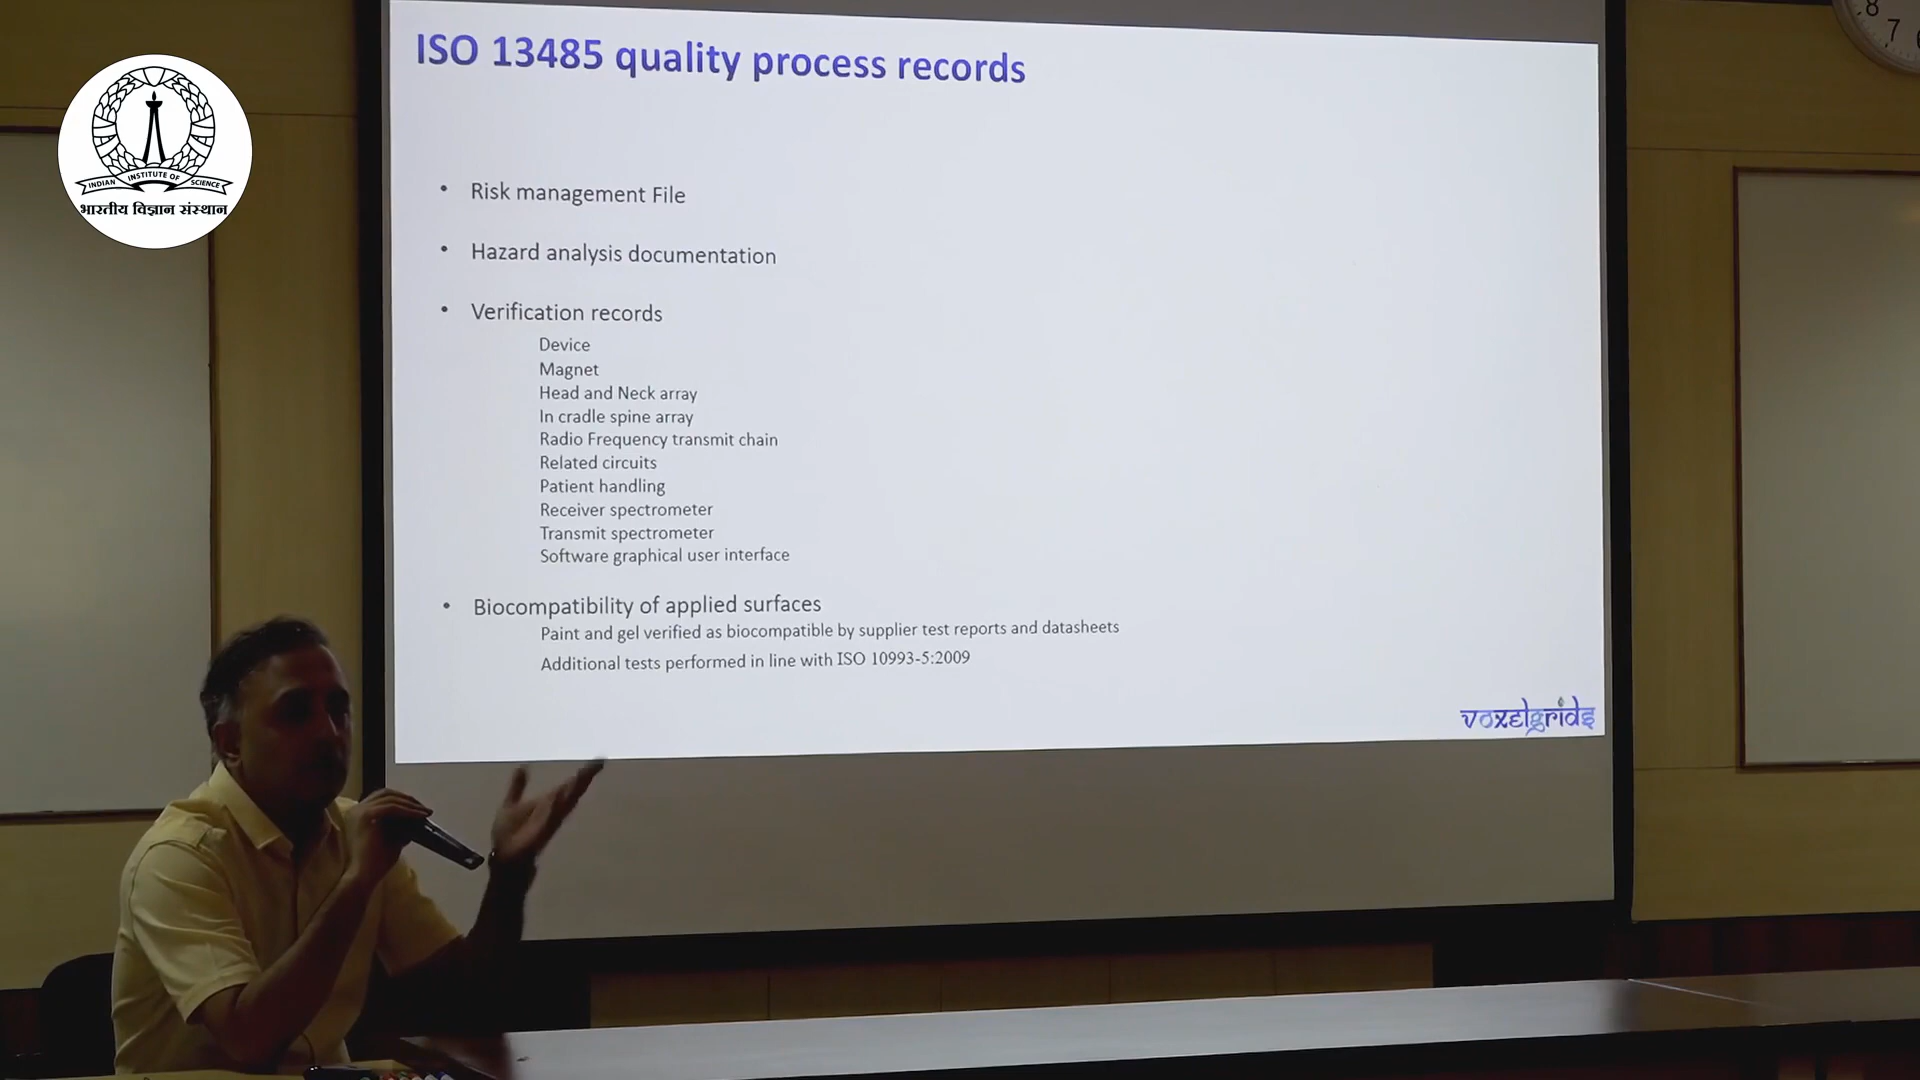 INDIAN INSTITUTE OF SCIENCE
भारतीय विज्ञान संस्थान
8
7
ISO 13485 quality process records
• Risk management File
• Hazard analysis documentation
• Verification records
Device
Magnet
Head and Neck array
In cradle spine array
Radio Frequency transmit chain
Related circuits
Patient handling
Receiver spectrometer
Transmit spectrometer
Software graphical user interface
• Biocompatibility of applied surfaces
Paint and gel verified as biocompatible by supplier test reports and datasheets
Additional tests performed in line with ISO 10993-5:2009
voxelgrids